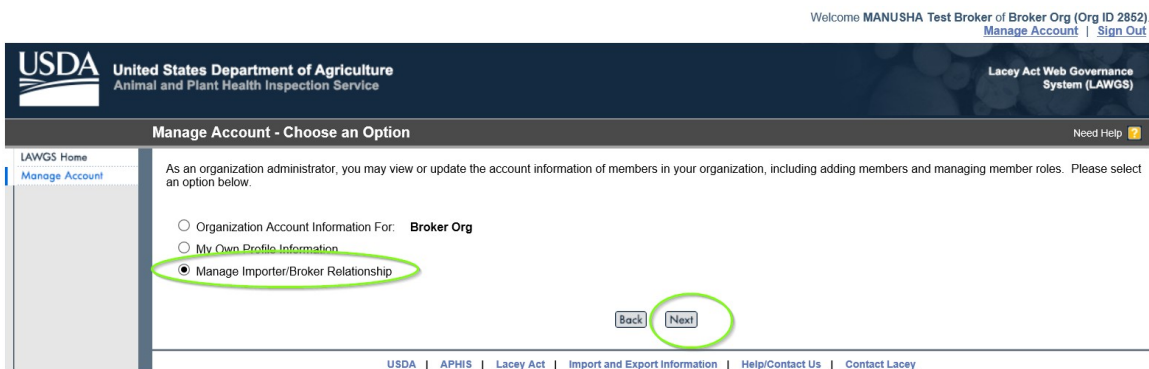 Welcome MANUSHA Test Broker of Broker Org (Org ID 2852).
Manage Account | Sign Out
USDA
United States Department of Agriculture
Animal and Plant Health Inspection Service
Lacey Act Web Governance
System (LAWGS)
Manage Account - Choose an Option
Need Help ?
LAWGS Home
Manage Account
As an organization administrator, you may view or update the account information of members in your organization, including adding members and managing member roles. Please select
an option below.
Organization Account Information For: Broker Org
My Own Profile Information
Manage Importer/Broker Relationship
Back Next
USDA | APHIS | Lacey Act | Import and Export Information | Help/Contact Us | Contact Lacey